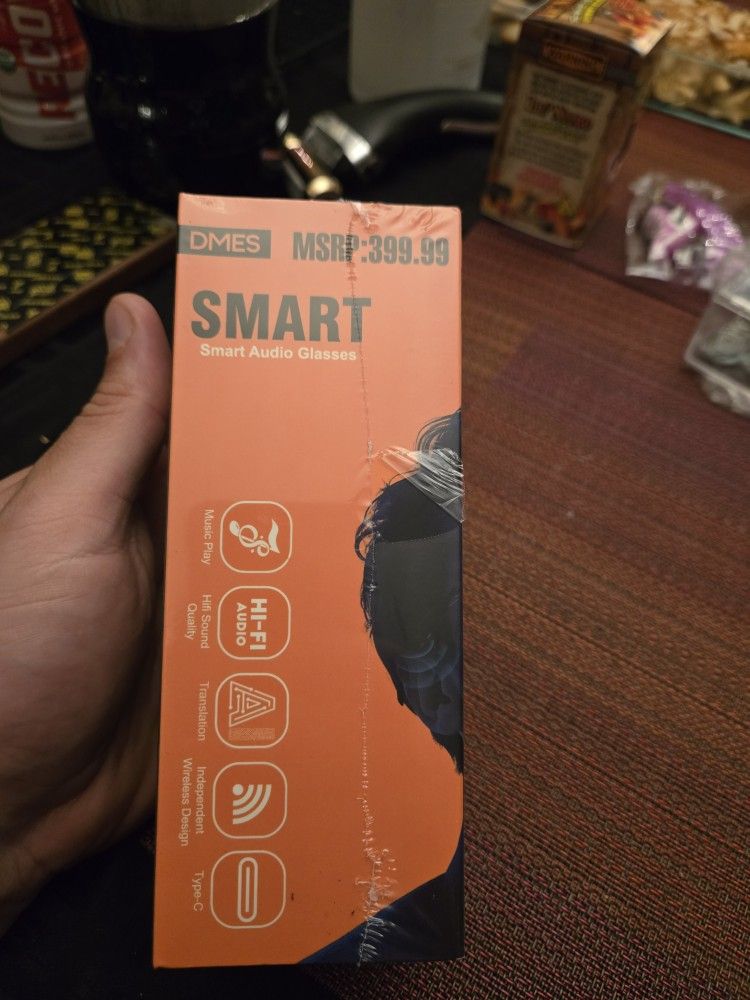 DMES
MSRP:399.99
SMART
Smart Audio Glasses
Music Play
HI-FI
AUDIO
Hifi Sound
Quality
Translation
Independent
Wireless Design
Type-C
RECO